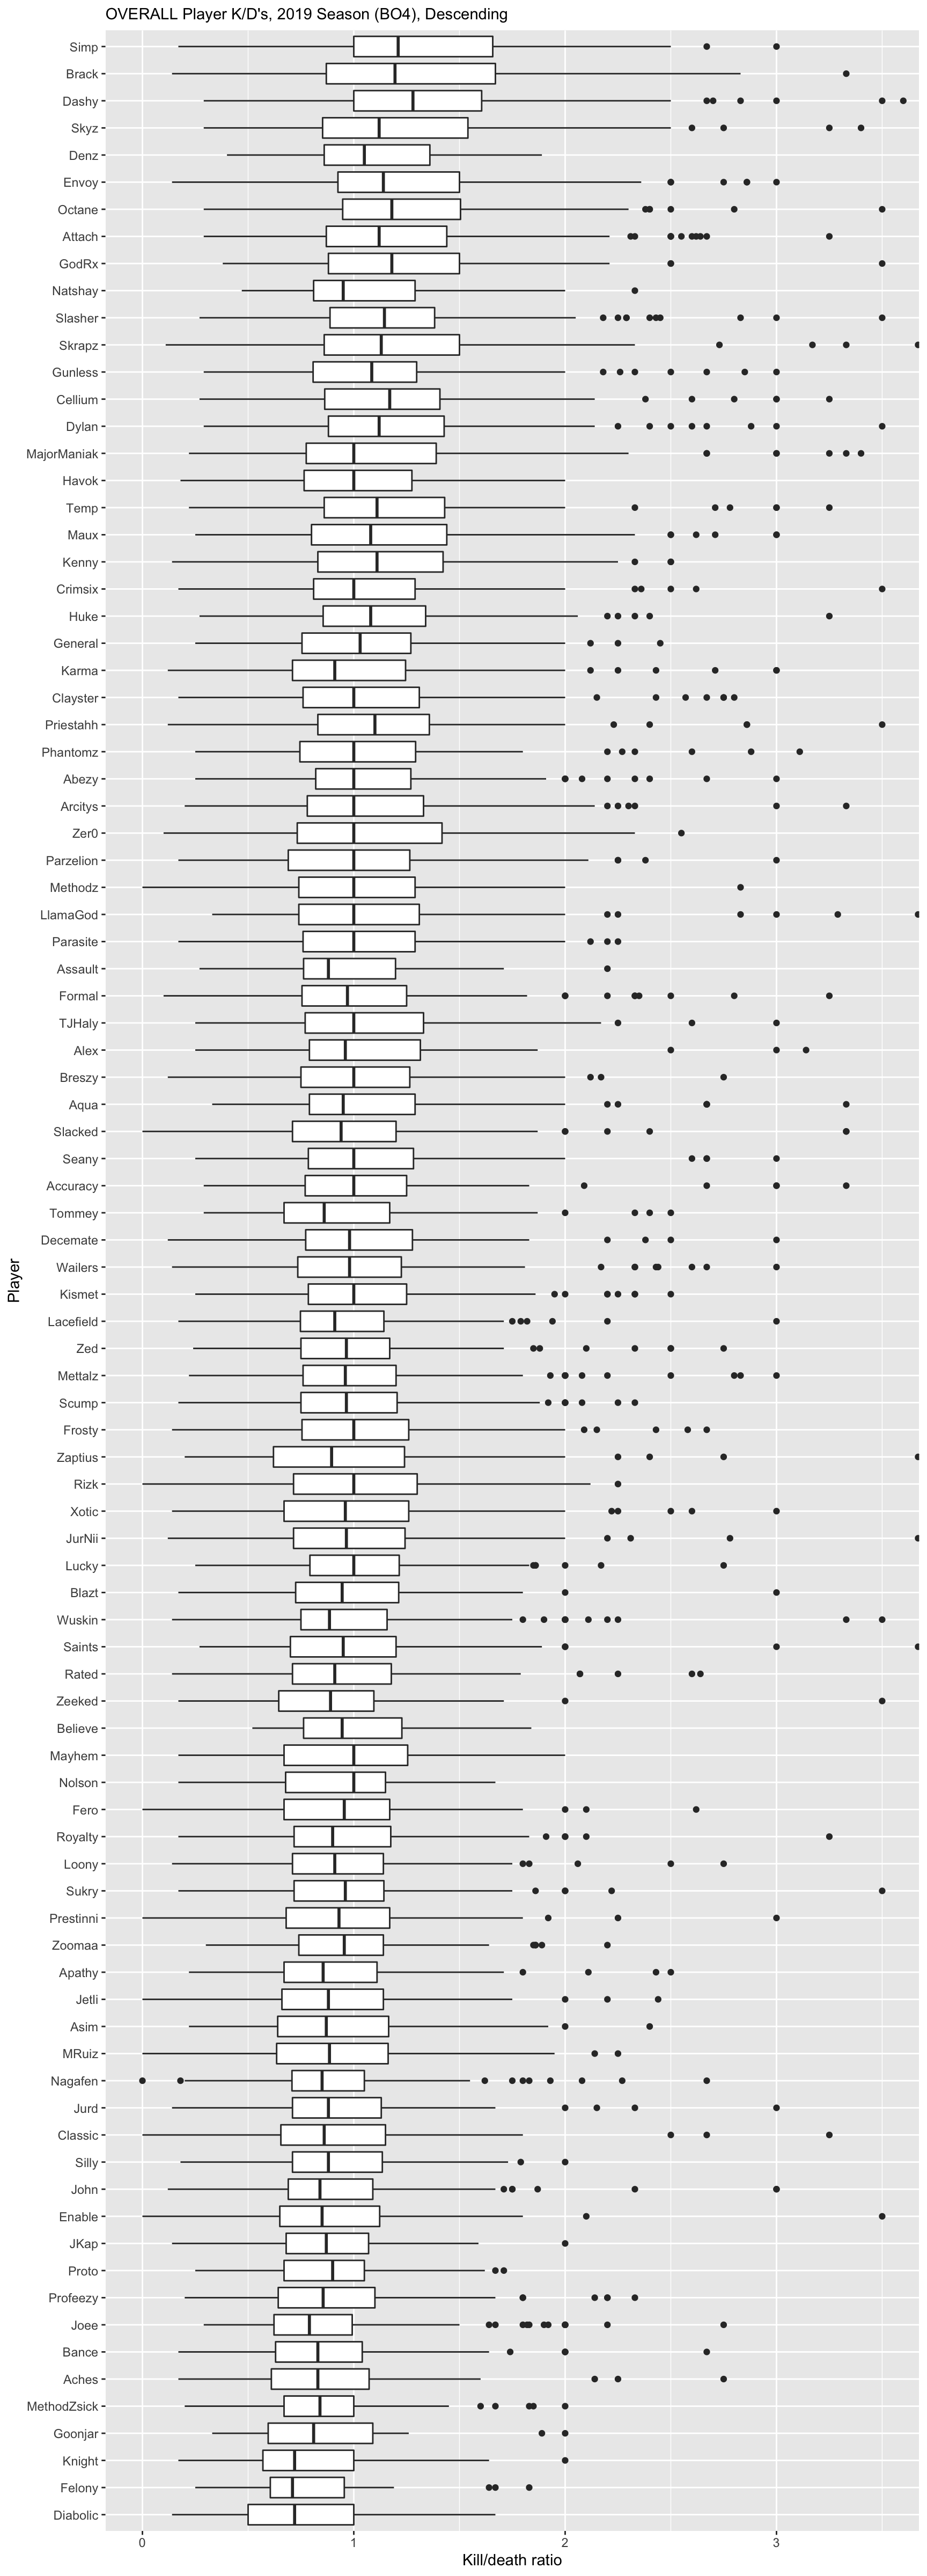 OVERALL Player K/D's, 2019 Season (BO4), Descending
Simp
Brack
Dashy
Skyz
Denz
Envoy
Octane
Attach
GodRx
Natshay
Slasher
Skrapz
Gunless
Cellium
Dylan
MajorManiak
Havok
Temp
Maux
Kenny
Crimsix
Huke
General
Karma
Clayster
Priestahh
Phantomz
Abezy
Arcitys
Zer0
Parzelion
Methodz
LlamaGod
Parasite
Assault
Formal
TJHaly
Alex
Breszy
Aqua
Slacked
Seany
Accuracy
Tommey
Decemate
Wailers
Kismet
Lacefield
Zed
Mettalz
Scump
Frosty
Zaptius
Rizk
Xotic
JurNii
Lucky
Blazt
Wuskin
Saints
Rated
Zeeked
Believe
Mayhem
Nolson
Fero
Royalty
Loony
Sukry
Prestinni
Zoomaa
Apathy
Jetli
Asim
MRuiz
Nagafen
Jurd
Classic
Silly
John
Enable
JKap
Proto
Profeezy
Joee
Bance
Aches
MethodZsick
Goonjar
Knight
Felony
Diabolic
Player
0 1 2 3
Kill/death ratio